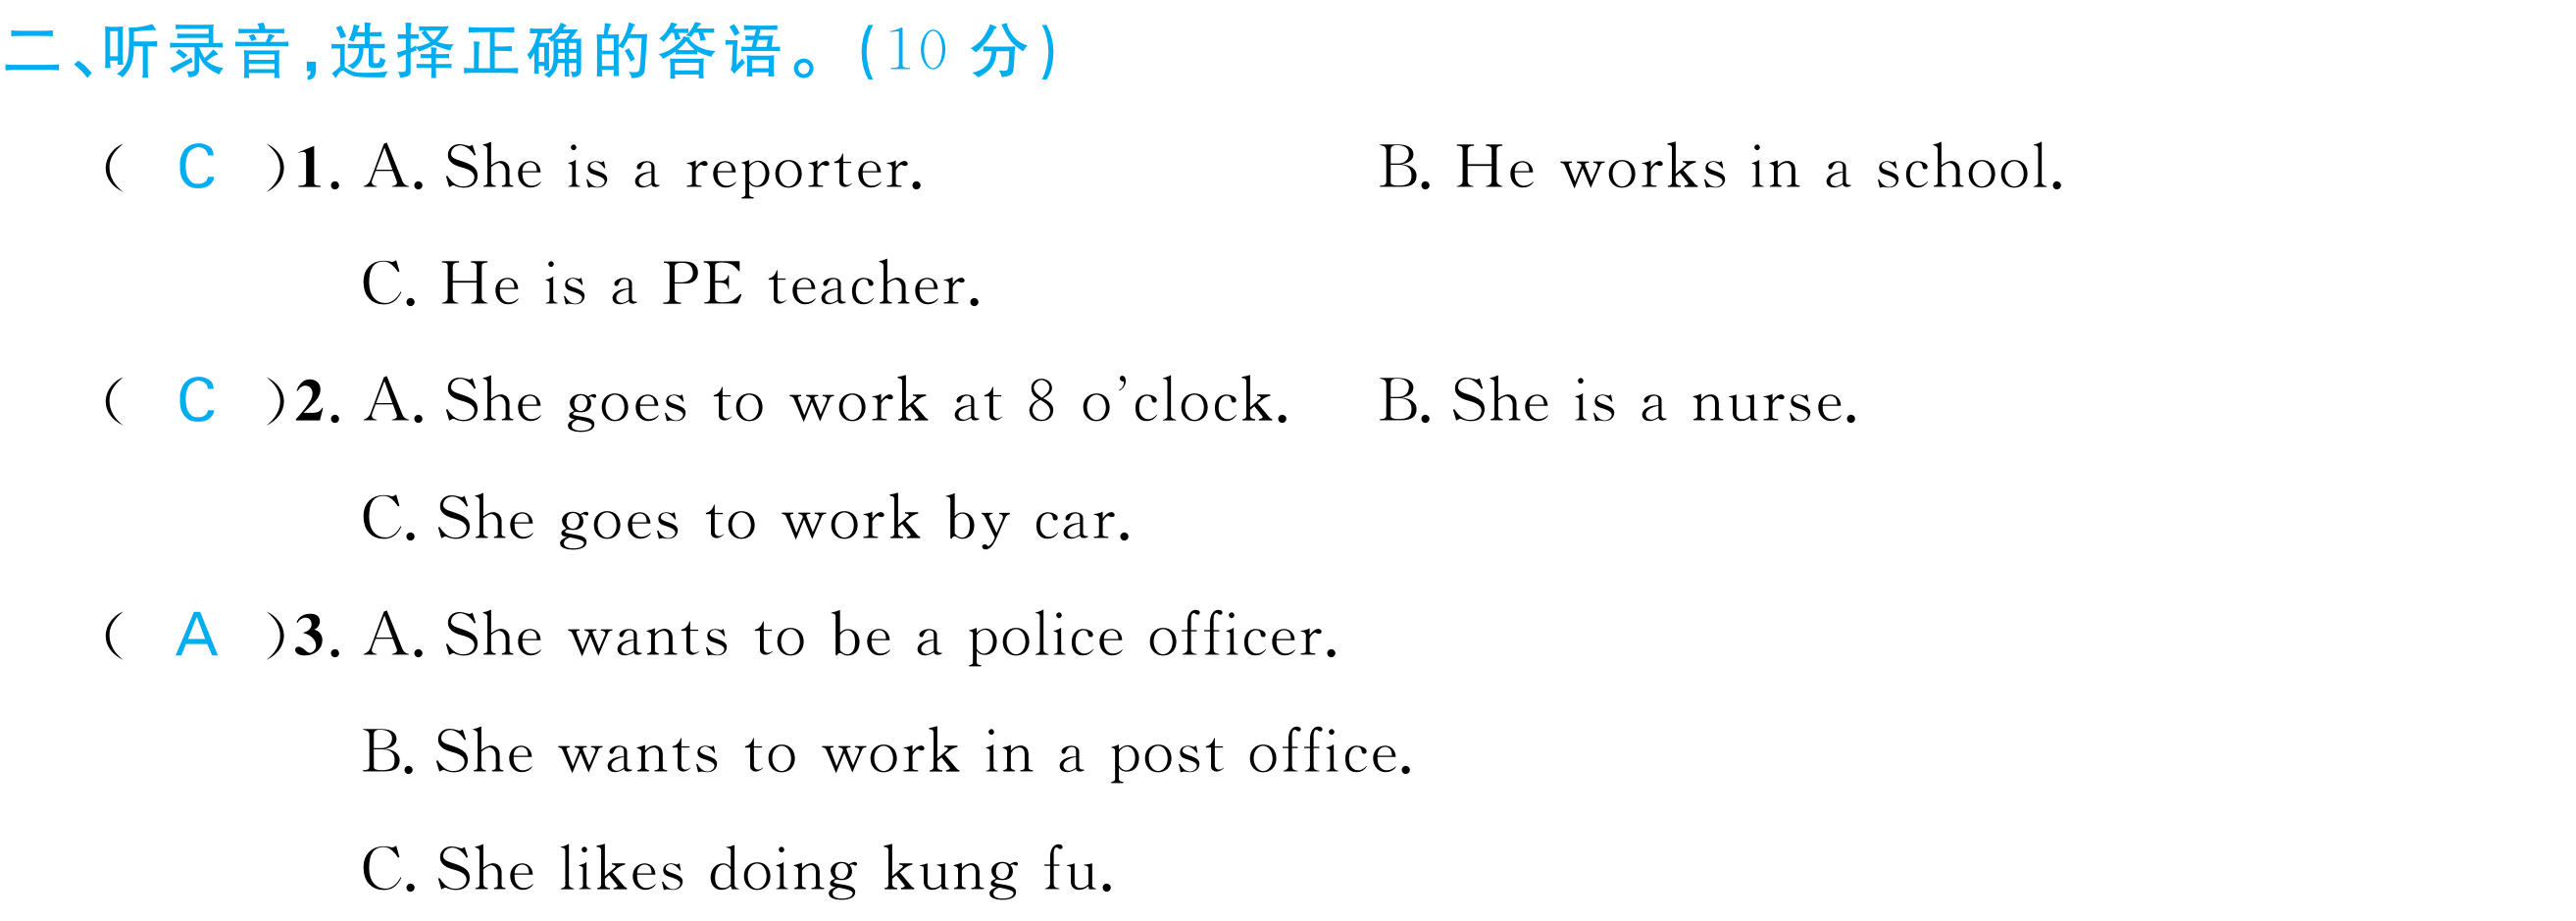 二、听录音,选择正确的答语。(10 分)
( C )1. A. She is a reporter. B. He works in a school.
C. He is a PE teacher.
( C )2. A. She goes to work at 8 o’clock. B. She is a nurse.
C. She goes to work by car.
( A )3. A. She wants to be a police officer.
B. She wants to work in a post office.
C. She likes doing kung fu.